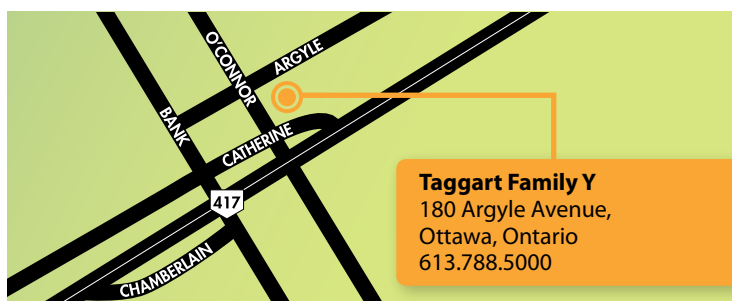 O'CONNOR
ARGYLE
BANK
CATHERINE
417
CHAMBERLAIN
Taggart Family Y
180 Argyle Avenue,
Ottawa, Ontario
613.788.5000